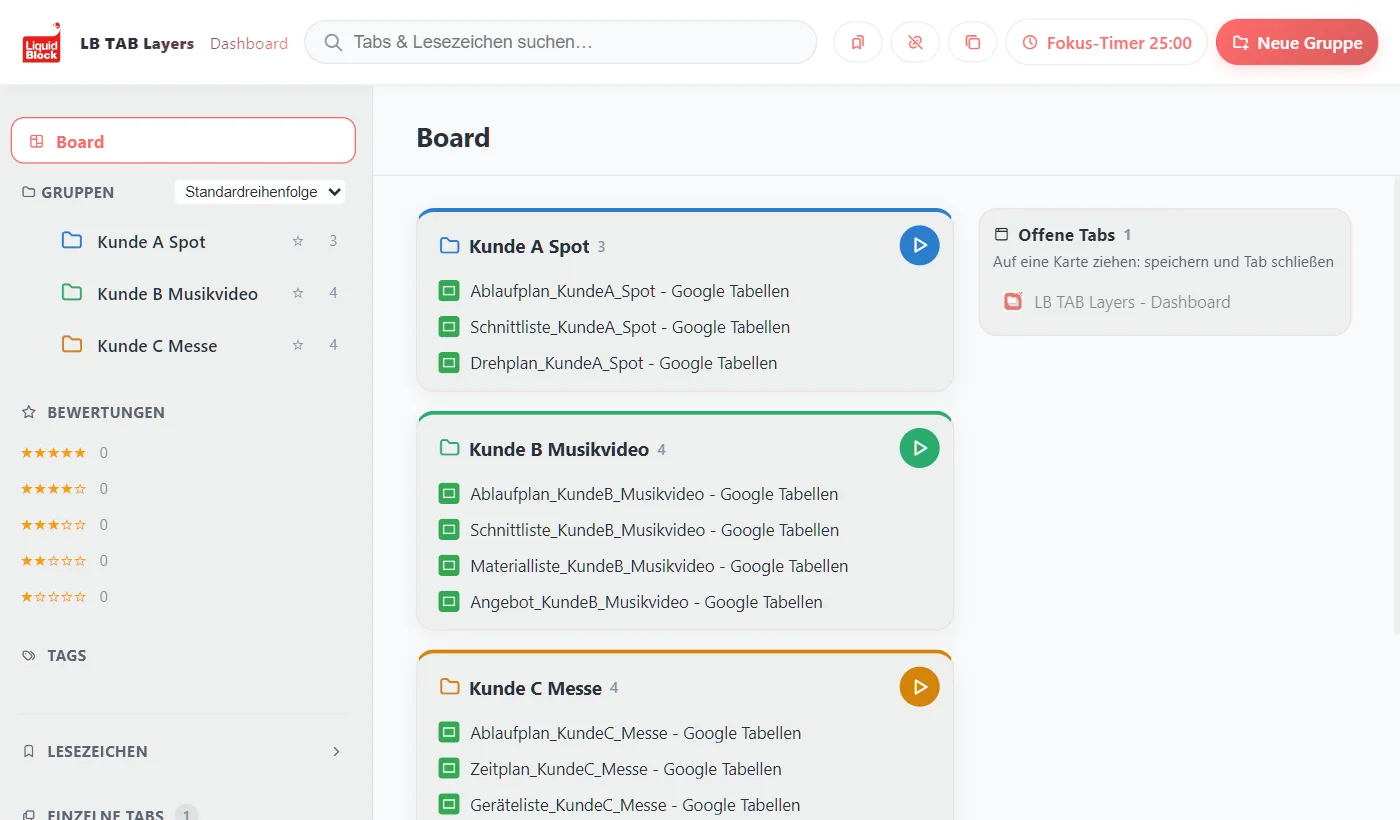 Liquid
Block
LB TAB Layers
Dashboard
Tabs & Lesezeichen suchen…
Fokus-Timer 25:00
Neue Gruppe
Board
GRUPPEN
Standardreihenfolge
Kunde A Spot ☆ 3
Kunde B Musikvideo ☆ 4
Kunde C Messe ☆ 4
BEWERTUNGEN
★★★★★ 0
★★★★☆ 0
★★★☆☆ 0
★★☆☆☆ 0
★☆☆☆☆ 0
TAGS
LESEZEICHEN
EINZELNE TABS 1
Board
Kunde A Spot 3
Ablaufplan_KundeA_Spot - Google Tabellen
Schnittliste_KundeA_Spot - Google Tabellen
Drehplan_KundeA_Spot - Google Tabellen
Kunde B Musikvideo 4
Ablaufplan_KundeB_Musikvideo - Google Tabellen
Schnittliste_KundeB_Musikvideo - Google Tabellen
Materialliste_KundeB_Musikvideo - Google Tabellen
Angebot_KundeB_Musikvideo - Google Tabellen
Kunde C Messe 4
Ablaufplan_KundeC_Messe - Google Tabellen
Zeitplan_KundeC_Messe - Google Tabellen
Geräteliste_KundeC_Messe - Google Tabellen
Offene Tabs 1
Auf eine Karte ziehen: speichern und Tab schließen
LB TAB Layers - Dashboard